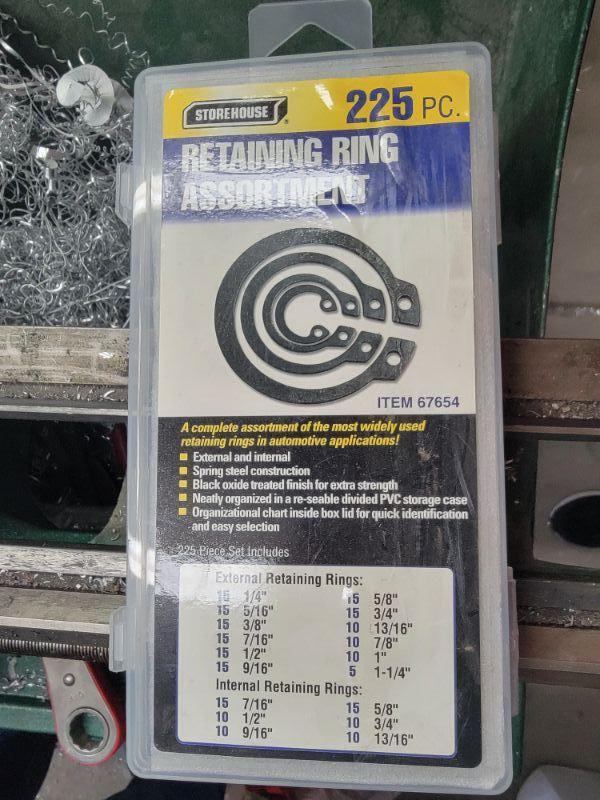 STOREHOUSE
225 PC.
RETAINING RING
ASSORTMENT
ITEM 67654
A complete assortment of the most widely used
retaining rings in automotive applications!
External and internal
Spring steel construction
Black oxide treated finish for extra strength
Neatly organized in a re-seable divided PVC storage case
Organizational chart inside box lid for quick identification
and easy selection
225 Piece Set Includes
External Retaining Rings:
15 1/4" 15 5/8"
15 5/16" 15 3/4"
15 3/8" 10 13/16"
15 7/16" 10 7/8"
15 1/2" 10 1"
15 9/16" 5 1-1/4"
Internal Retaining Rings:
15 7/16" 15 5/8"
10 1/2" 10 3/4"
10 9/16" 10 13/16"